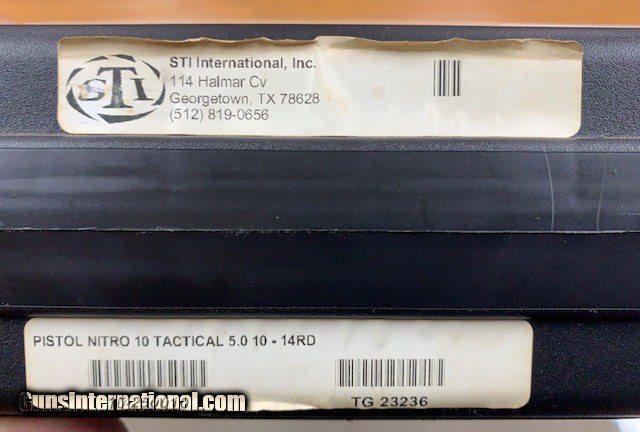 STI
STI International, Inc.
114 Halmar Cv
Georgetown, TX 78628
(512) 819-0656
PISTOL NITRO 10 TACTICAL 5.0 10 - 14RD
TG 23236
GunsInternational.com